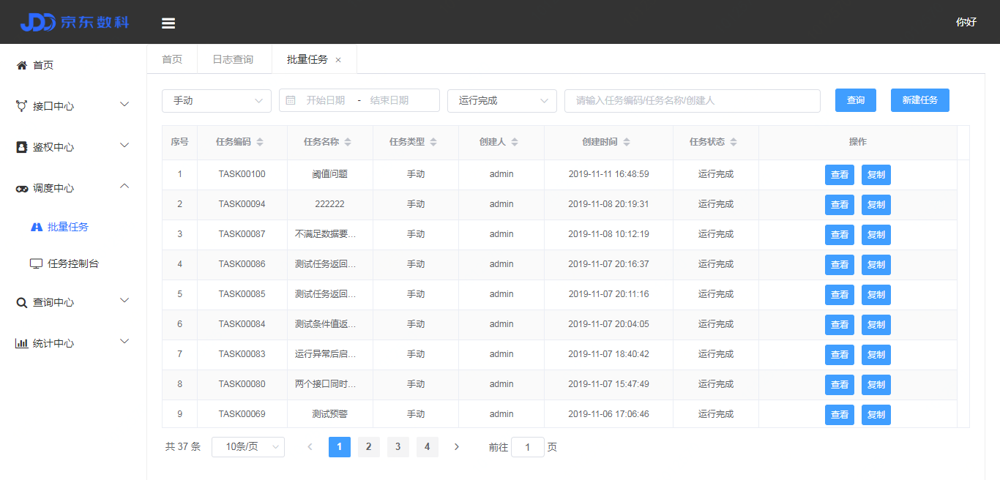 JDD 京东数科
你好
首页
接口中心
鉴权中心
调度中心
批量任务
任务控制台
查询中心
统计中心
首页 日志查询 批量任务 ×
手动 开始日期 - 结束日期 运行完成 请输入任务编码/任务名称/创建人 查询 新建任务
序号 任务编码 任务名称 任务类型 创建人 创建时间 任务状态 操作
1 TASK00100 阈值问题 手动 admin 2019-11-11 16:48:59 运行完成 查看 复制
2 TASK00094 222222 手动 admin 2019-11-08 20:19:31 运行完成 查看 复制
3 TASK00087 不满足数据要... 手动 admin 2019-11-08 10:12:19 运行完成 查看 复制
4 TASK00086 测试任务返回... 手动 admin 2019-11-07 20:16:37 运行完成 查看 复制
5 TASK00085 测试任务返回... 手动 admin 2019-11-07 20:11:16 运行完成 查看 复制
6 TASK00084 测试条件值返... 手动 admin 2019-11-07 20:04:05 运行完成 查看 复制
7 TASK00083 运行异常后启... 手动 admin 2019-11-07 18:40:42 运行完成 查看 复制
8 TASK00080 两个接口同时... 手动 admin 2019-11-07 15:47:49 运行完成 查看 复制
9 TASK00069 测试预警 手动 admin 2019-11-06 17:06:46 运行完成 查看 复制
共 37 条 10条/页 1 2 3 4 前往 1 页